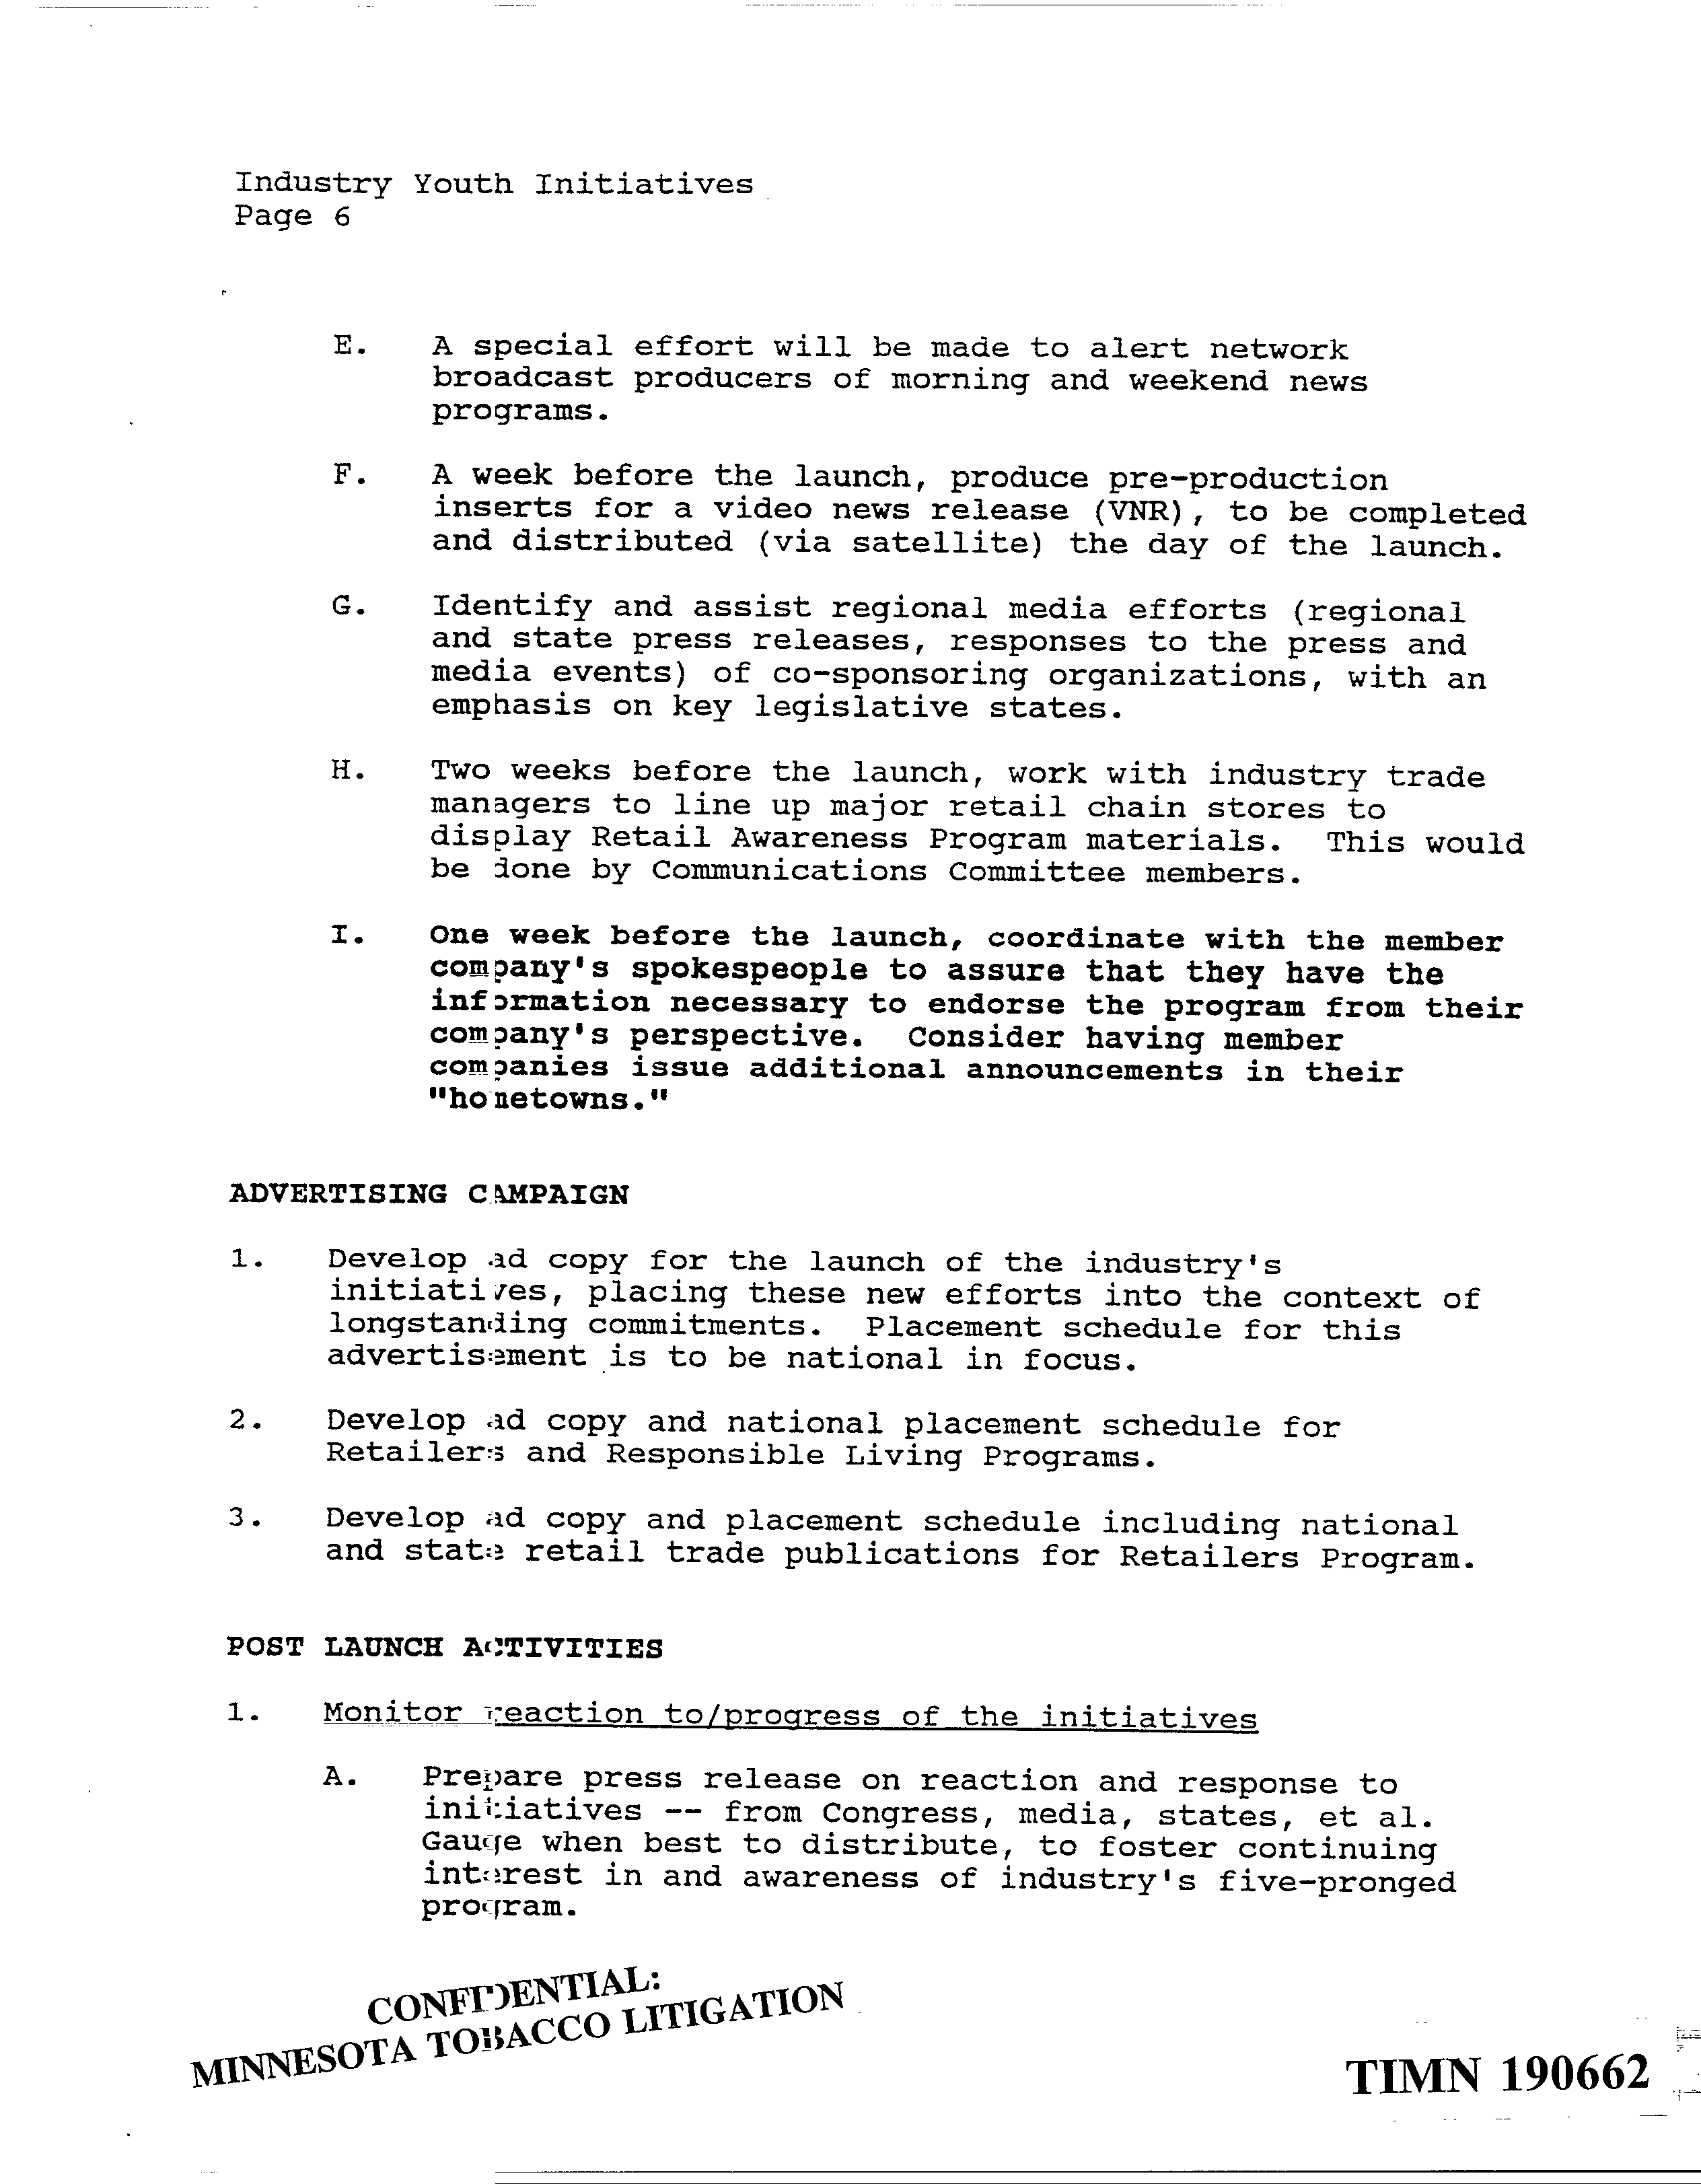 Industry Youth Initiatives
Page 6
E. A special effort will be made to alert network
broadcast producers of morning and weekend news
programs.
F. A week before the launch, produce pre-production
inserts for a video news release (VNR), to be completed
and distributed (via satellite) the day of the launch.
G. Identify and assist regional media efforts (regional
and state press releases, responses to the press and
media events) of co-sponsoring organizations, with an
emphasis on key legislative states.
H. Two weeks before the launch, work with industry trade
managers to line up major retail chain stores to
display Retail Awareness Program materials. This would
be done by Communications Committee members.
I. One week before the launch, coordinate with the member
company's spokespeople to assure that they have the
information necessary to endorse the program from their
company's perspective. Consider having member
companies issue additional announcements in their
"hometowns."
ADVERTISING CAMPAIGN
1. Develop ad copy for the launch of the industry's
initiatives, placing these new efforts into the context of
longstanding commitments. Placement schedule for this
advertisement is to be national in focus.
2. Develop ad copy and national placement schedule for
Retailers and Responsible Living Programs.
3. Develop ad copy and placement schedule including national
and state retail trade publications for Retailers Program.
POST LAUNCH ACTIVITIES
1. Monitor reaction to/progress of the initiatives
A. Prepare press release on reaction and response to
initiatives -- from Congress, media, states, et al.
Gauge when best to distribute, to foster continuing
interest in and awareness of industry's five-pronged
program.
CONFIDENTIAL:
MINNESOTA TOBACCO LITIGATION
TIMN 190662